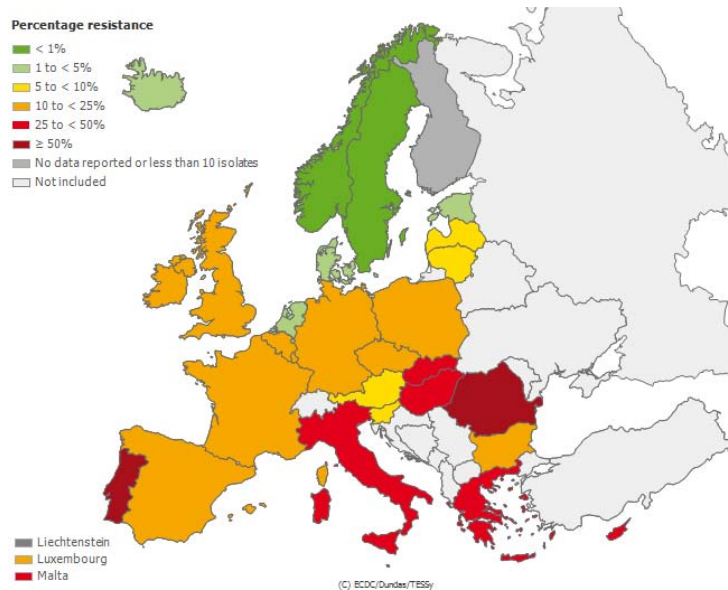 Percentage resistance
< 1%
1 to < 5%
5 to < 10%
10 to < 25%
25 to < 50%
≥ 50%
No data reported or less than 10 isolates
Not included
Liechtenstein
Luxembourg
Malta
(C) ECDC/Dundas/TESSy